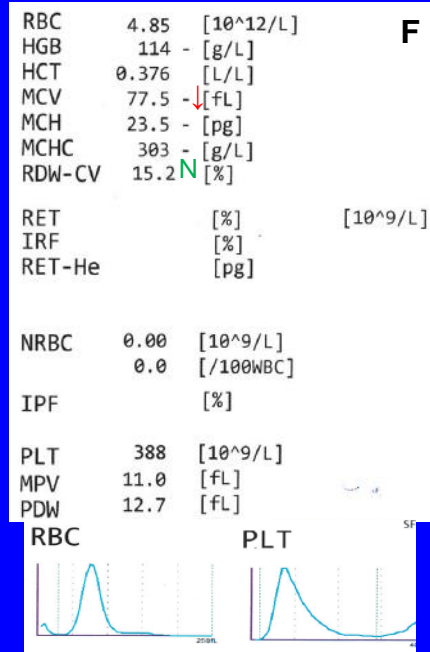 F
RBC 4.85 [10^12/L]
HGB 114 - [g/L]
HCT 0.376 [L/L]
MCV 77.5 - ↓ [fL]
MCH 23.5 - [pg]
MCHC 303 - [g/L]
RDW-CV 15.2 N [%]
RET [%] [10^9/L]
IRF [%]
RET-He [pg]
NRBC 0.00 [10^9/L]
0.0 [/100WBC]
IPF [%]
PLT 388 [10^9/L]
MPV 11.0 [fL]
PDW 12.7 [fL]
RBC PLT SF